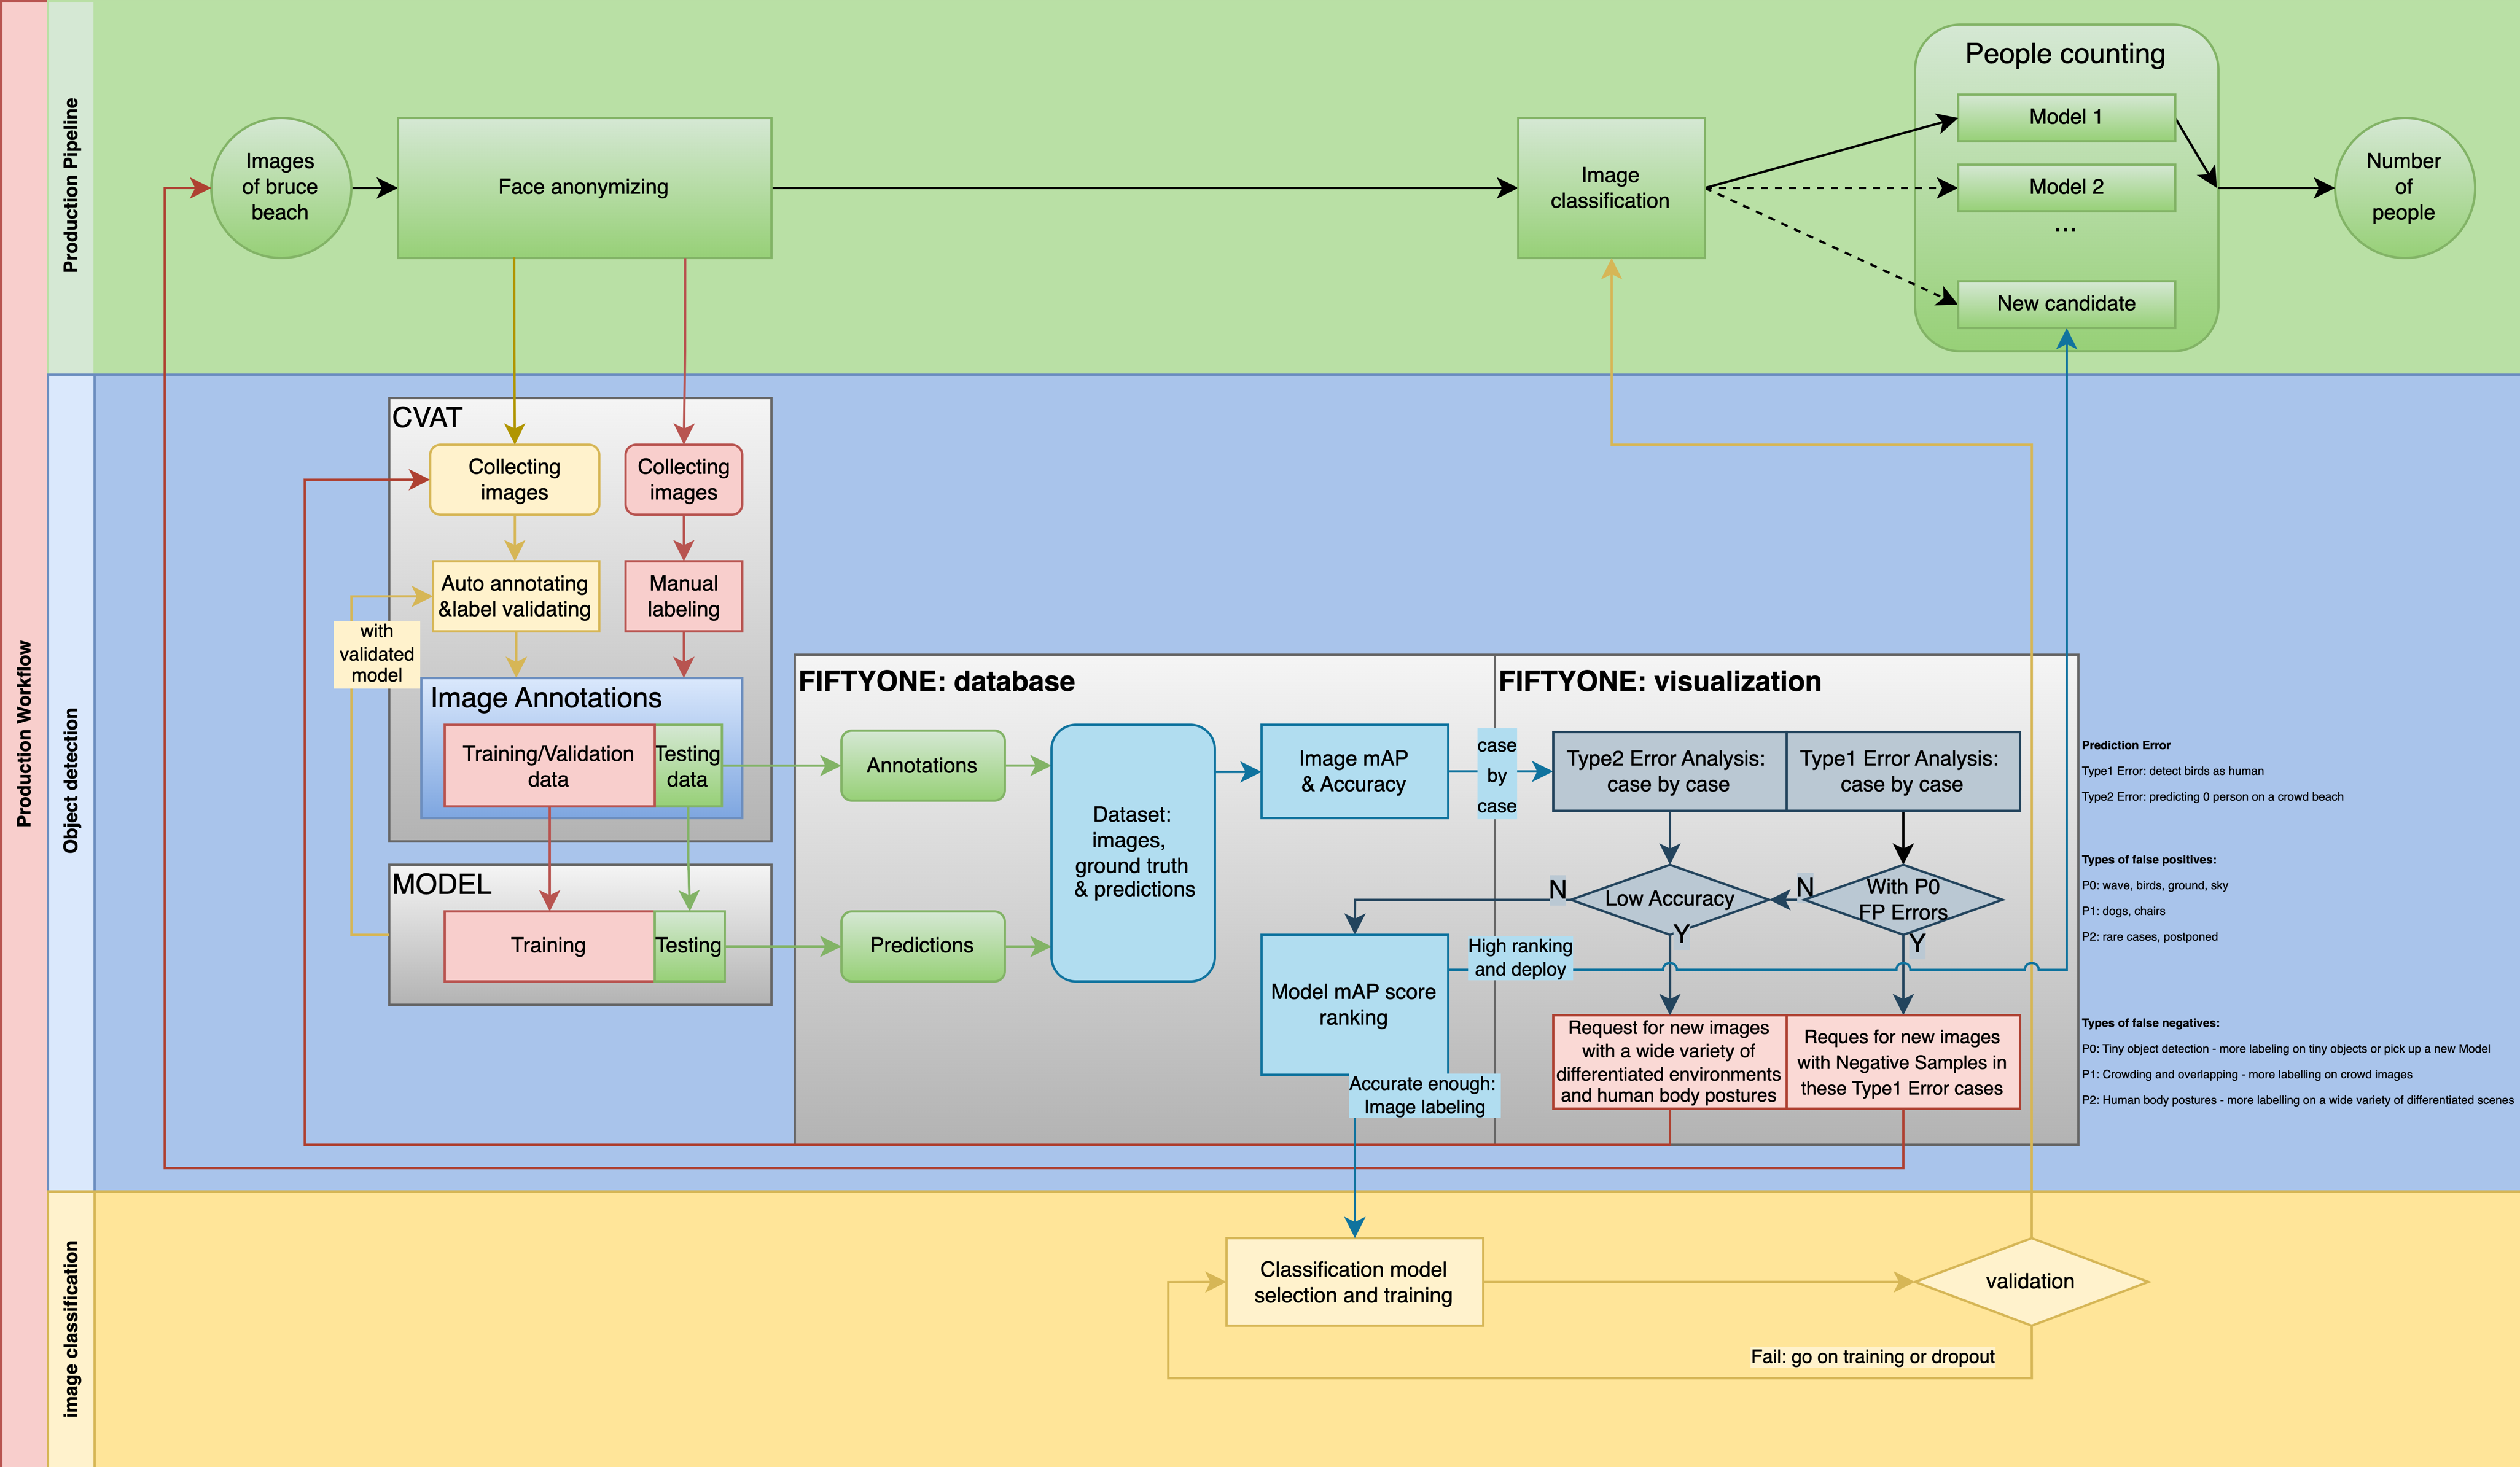 Production Workflow
Production Pipeline
Images
of bruce
beach
Face anonymizing
Image
classification
People counting
Model 1
Model 2
...
New candidate
Number
of
people
Object detection
CVAT
Collecting
images
Collecting
images
Auto annotating
&label validating
Manual
labeling
with
validated
model
Image Annotations
Training/Validation
data
Testing
data
MODEL
Training
Testing
FIFTYONE: database
Annotations
Predictions
Dataset:
images,
ground truth
& predictions
Image mAP
& Accuracy
case
by
case
Model mAP score
ranking
High ranking
and deploy
Accurate enough:
Image labeling
FIFTYONE: visualization
Type2 Error Analysis:
case by case
Type1 Error Analysis:
case by case
N
Low Accuracy
N
With P0
FP Errors
Y
Y
Request for new images
with a wide variety of
differentiated environments
and human body postures
Reques for new images
with Negative Samples in
these Type1 Error cases
Prediction Error
Type1 Error: detect birds as human
Type2 Error: predicting 0 person on a crowd beach
Types of false positives:
P0: wave, birds, ground, sky
P1: dogs, chairs
P2: rare cases, postponed
Types of false negatives:
P0: Tiny object detection - more labeling on tiny objects or pick up a new Model
P1: Crowding and overlapping - more labelling on crowd images
P2: Human body postures - more labelling on a wide variety of differentiated scenes
image classification
Classification model
selection and training
validation
Fail: go on training or dropout